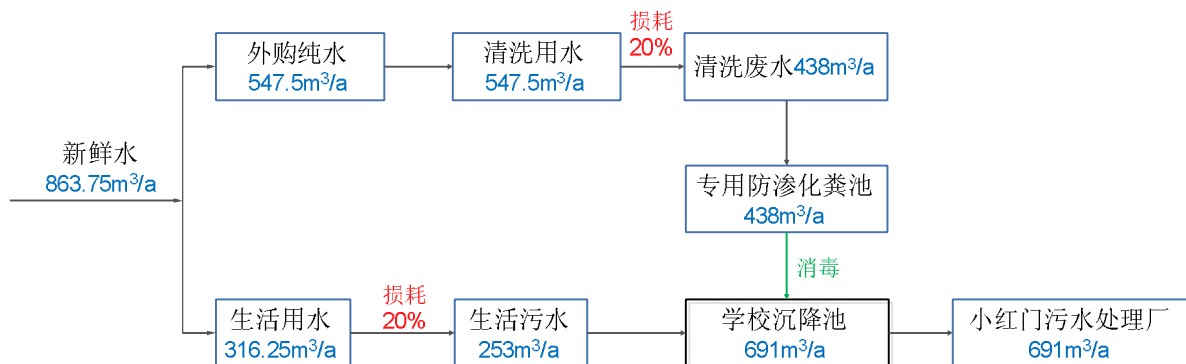 新鲜水
863.75m³/a
外购纯水
547.5m³/a
清洗用水
547.5m³/a
损耗
20%
清洗废水438m³/a
专用防渗化粪池
438m³/a
消毒
生活用水
316.25m³/a
损耗
20%
生活污水
253m³/a
学校沉降池
691m³/a
小红门污水处理厂
691m³/a